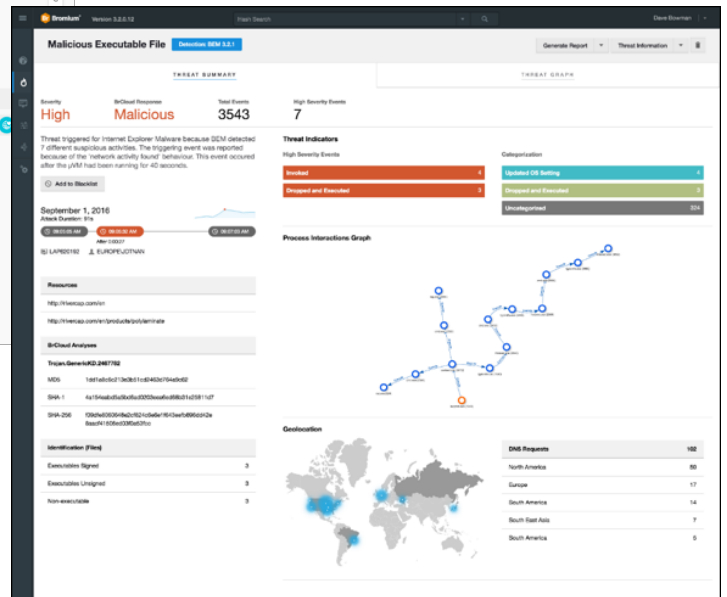 Bromium Version 3.2.0.12 Hash Search Dave Bowman
Malicious Executable File Detection: BEM 3.2.1 Generate Report Threat Information
THREAT SUMMARY THREAT GRAPH
Severity BrCloud Response Total Events High Severity Events
High Malicious 3543 7
Threat triggered for Internet Explorer Malware because BEM detected
7 different suspicious activities. The triggering event was reported
because of the 'network activity found' behaviour. This event occured
after the µVM had been running for 40 seconds.
Add to Blacklist
September 1, 2016
Attack Duration: 91s
LAP620192 EUROPE\JOTNAN
Resources
http://rivercap.com/en
http://rivercap.com/en/products/polylaminate
BrCloud Analyses
Trojan.GenericKD.2467782
MD5
SHA-1
SHA-256
Identification (Files)
Executables Signed 3
Executables Unsigned 3
Non-executable 3
Threat Indicators
High Severity Events Categorization
Invoked 4 Updated OS Setting 4
Dropped and Executed 3 Dropped and Executed 3
Uncategorized 324
Process Interactions Graph
Geolocation
DNS Requests 102
North America 50
Europe 17
South America 14
South East Asia 7
South America 5